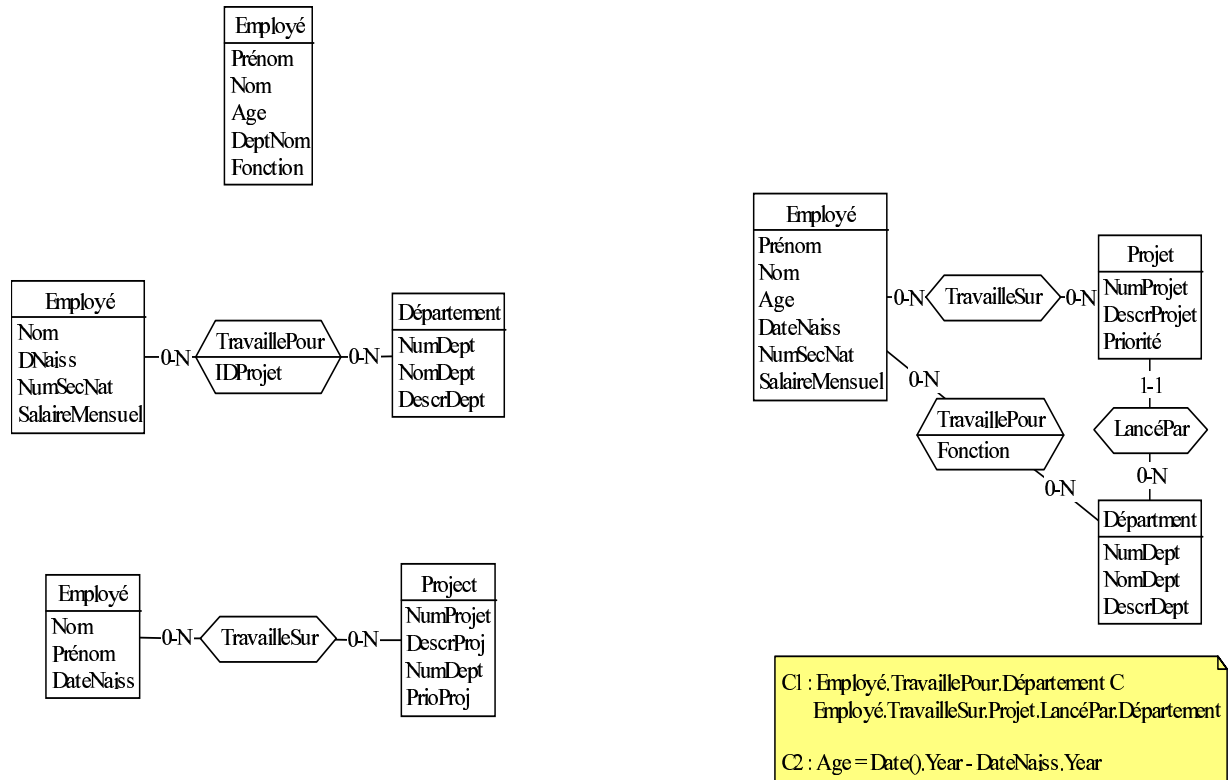 Employé
Prénom
Nom
Age
DeptNom
Fonction
Employé
Nom
DNaiss
NumSecNat
SalaireMensuel
0-N
TravaillePour
IDProjet
0-N
Département
NumDept
NomDept
DescrDept
Employé
Nom
Prénom
DateNaiss
0-N
TravailleSur
0-N
Project
NumProjet
DescrProj
NumDept
PrioProj
Employé
Prénom
Nom
Age
DateNaiss
NumSecNat
SalaireMensuel
0-N
TravailleSur
0-N
Projet
NumProjet
DescrProjet
Priorité
1-1
LancéPar
0-N
0-N
TravaillePour
Fonction
0-N
Départment
NumDept
NomDept
DescrDept
C1 : Employé.TravaillePour.Département C
Employé.TravailleSur.Projet.LancéPar.Département
C2 : Age = Date().Year - DateNaiss.Year